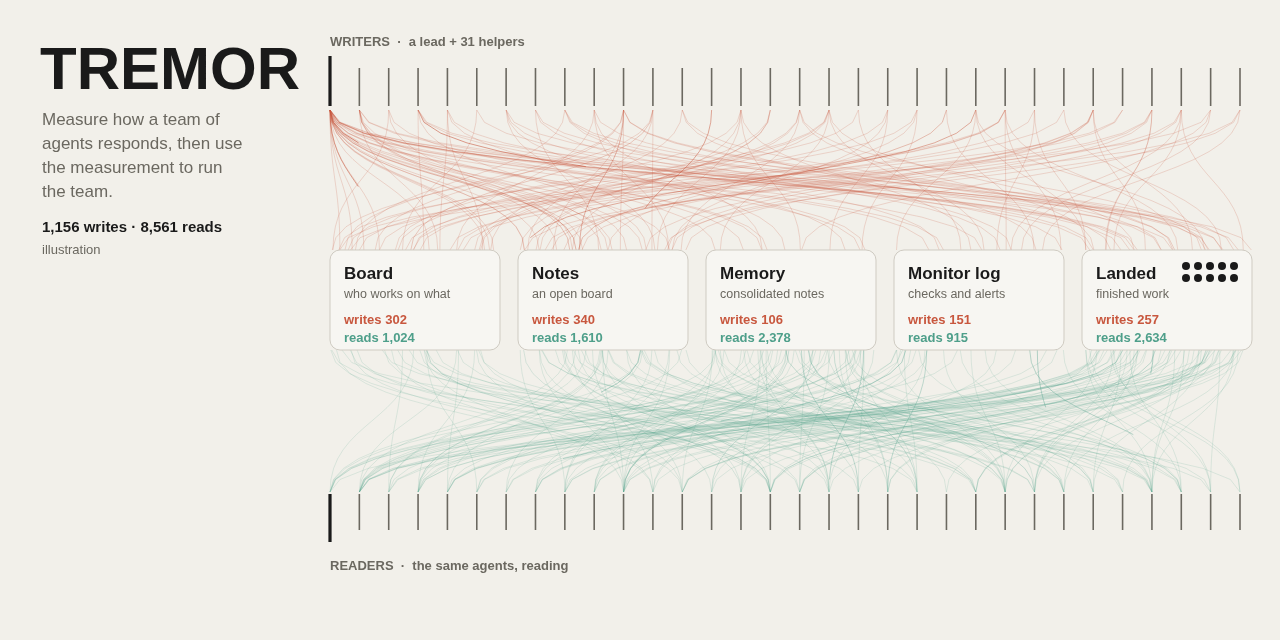 TREMOR
Measure how a team of
agents responds, then use
the measurement to run
the team.
1,156 writes · 8,561 reads
illustration
WRITERS · a lead + 31 helpers
Board
who works on what
writes 302
reads 1,024
Notes
an open board
writes 340
reads 1,610
Memory
consolidated notes
writes 106
reads 2,378
Monitor log
checks and alerts
writes 151
reads 915
Landed
finished work
writes 257
reads 2,634
READERS · the same agents, reading